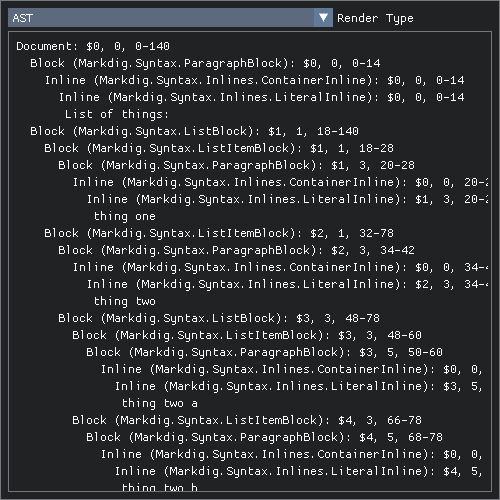 AST
Render Type
Document: $0, 0, 0-140
Block (Markdig.Syntax.ParagraphBlock): $0, 0, 0-14
Inline (Markdig.Syntax.Inlines.ContainerInline): $0, 0, 0-14
Inline (Markdig.Syntax.Inlines.LiteralInline): $0, 0, 0-14
List of things:
Block (Markdig.Syntax.ListBlock): $1, 1, 18-140
Block (Markdig.Syntax.ListItemBlock): $1, 1, 18-28
Block (Markdig.Syntax.ParagraphBlock): $1, 3, 20-28
Inline (Markdig.Syntax.Inlines.ContainerInline): $0, 0, 20-2
Inline (Markdig.Syntax.Inlines.LiteralInline): $1, 3, 20-2
thing one
Block (Markdig.Syntax.ListItemBlock): $2, 1, 32-78
Block (Markdig.Syntax.ParagraphBlock): $2, 3, 34-42
Inline (Markdig.Syntax.Inlines.ContainerInline): $0, 0, 34-4
Inline (Markdig.Syntax.Inlines.LiteralInline): $2, 3, 34-4
thing two
Block (Markdig.Syntax.ListBlock): $3, 3, 48-78
Block (Markdig.Syntax.ListItemBlock): $3, 3, 48-60
Block (Markdig.Syntax.ParagraphBlock): $3, 5, 50-60
Inline (Markdig.Syntax.Inlines.ContainerInline): $0, 0,
Inline (Markdig.Syntax.Inlines.LiteralInline): $3, 5,
thing two a
Block (Markdig.Syntax.ListItemBlock): $4, 3, 66-78
Block (Markdig.Syntax.ParagraphBlock): $4, 5, 68-78
Inline (Markdig.Syntax.Inlines.ContainerInline): $0, 0,
Inline (Markdig.Syntax.Inlines.LiteralInline): $4, 5,
thing two b